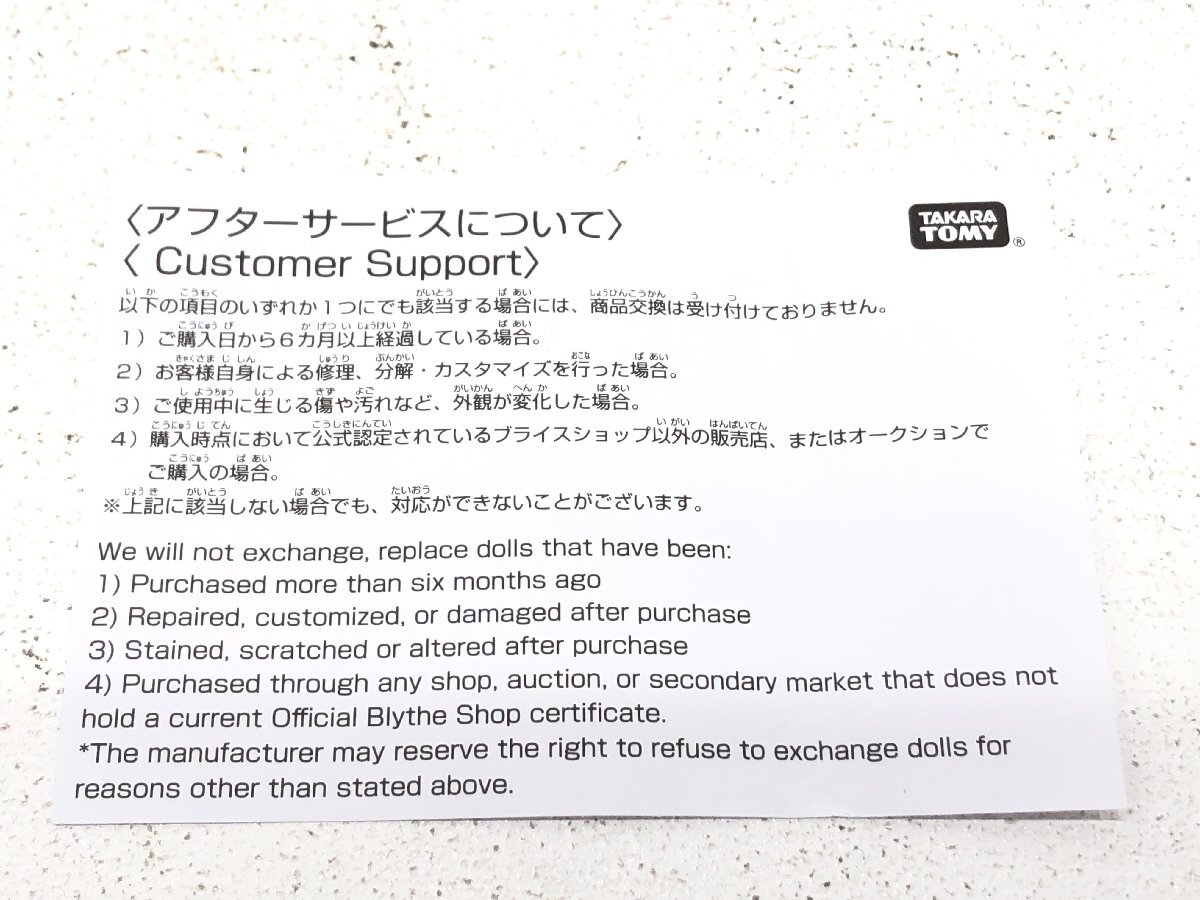 〈アフターサービスについて〉
TAKARA
TOMY
®
〈 Customer Support〉
以下の項目のいずれか1つにでも該当する場合には、商品交換は受け付けておりません。
1）ご購入日から6カ月以上経過している場合。
2）お客様自身による修理、分解・カスタマイズを行った場合。
3）ご使用中に生じる傷や汚れなど、外観が変化した場合。
4）購入時点において公式認定されているブライスショップ以外の販売店、またはオークションで
ご購入の場合。
※上記に該当しない場合でも、対応ができないことがございます。
We will not exchange, replace dolls that have been:
1) Purchased more than six months ago
2) Repaired, customized, or damaged after purchase
3) Stained, scratched or altered after purchase
4) Purchased through any shop, auction, or secondary market that does not
hold a current Official Blythe Shop certificate.
*The manufacturer may reserve the right to refuse to exchange dolls for
reasons other than stated above.